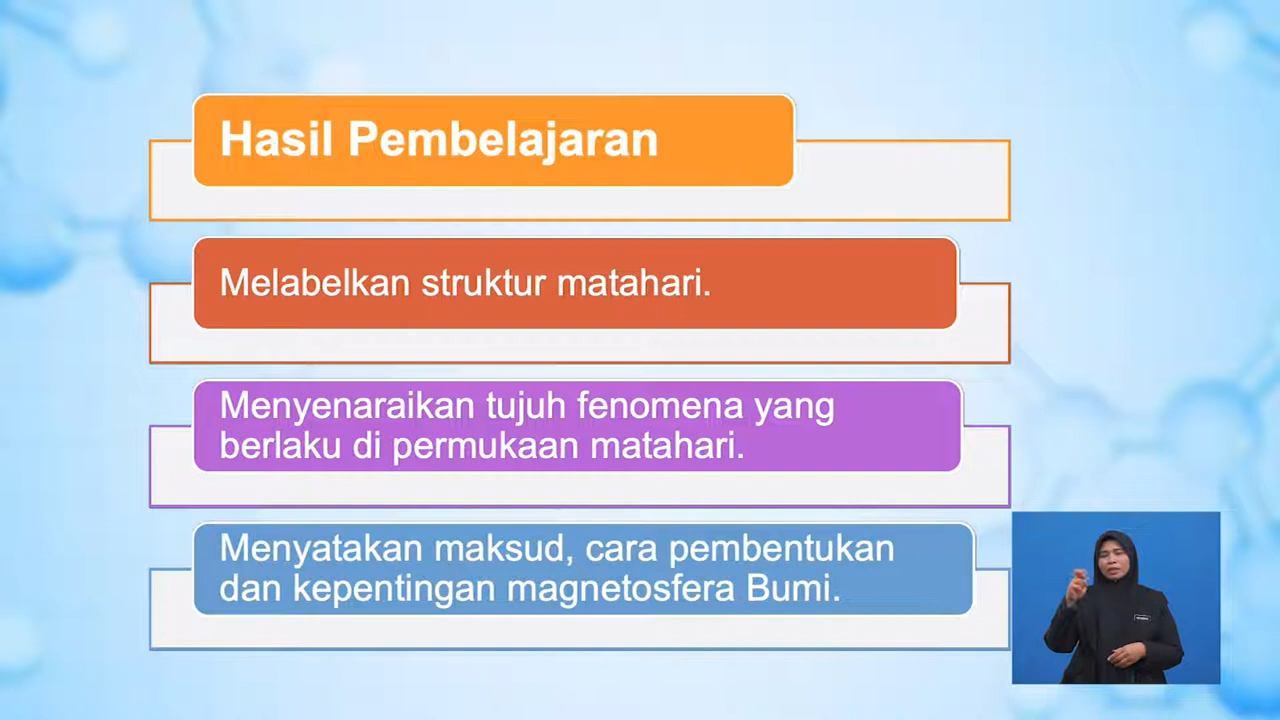 Hasil Pembelajaran
Melabelkan struktur matahari.
Menyenaraikan tujuh fenomena yang
berlaku di permukaan matahari.
Menyatakan maksud, cara pembentukan
dan kepentingan magnetosfera Bumi.